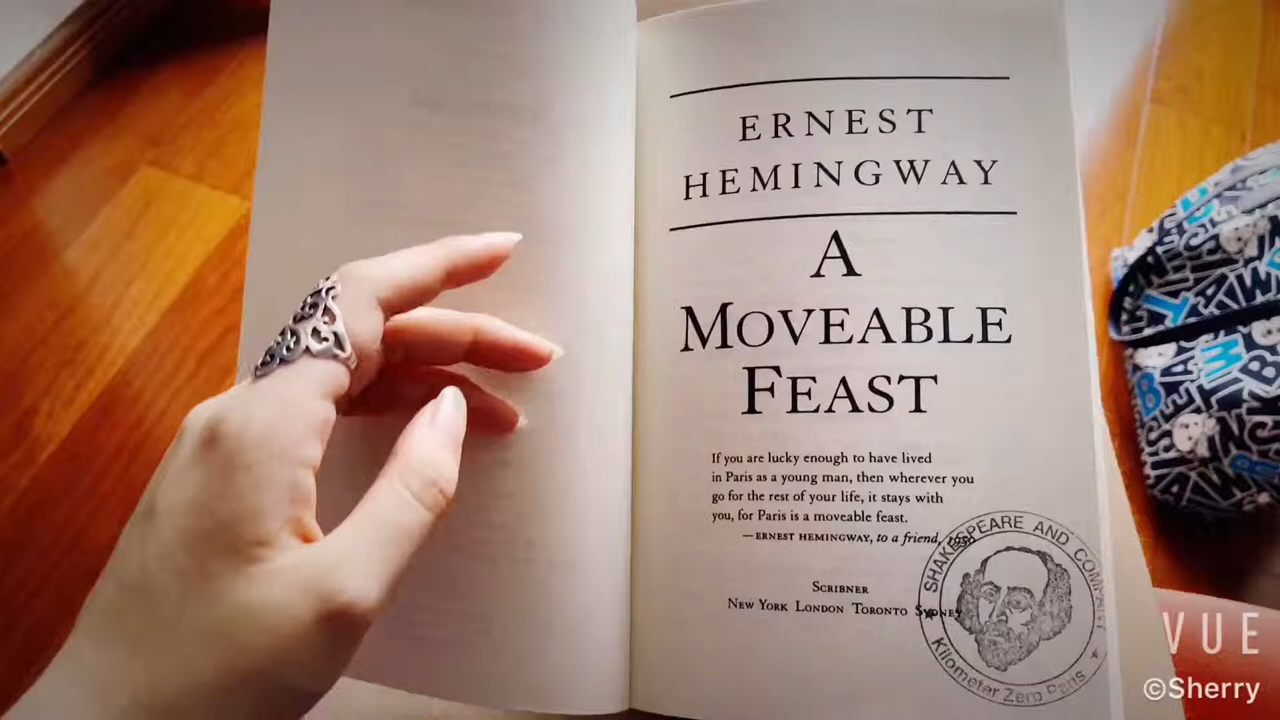 ERNEST
HEMINGWAY
A
MOVEABLE
FEAST
If you are lucky enough to have lived
in Paris as a young man, then wherever you
go for the rest of your life, it stays with
you, for Paris is a moveable feast.
—ERNEST HEMINGWAY, to a friend, 1950
SCRIBNER
NEW YORK LONDON TORONTO SYDNEY
SHAKESPEARE AND COMPANY
Kilometer Zero Paris
VUE
©Sherry